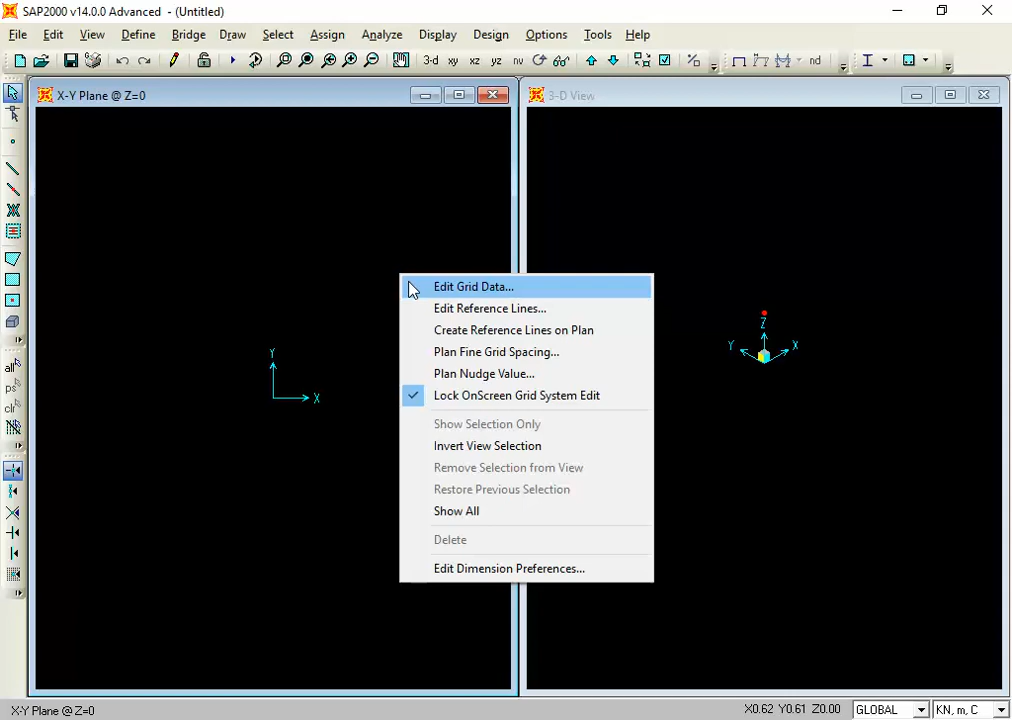 SAP2000 v14.0.0 Advanced - (Untitled)
File Edit View Define Bridge Draw Select Assign Analyze Display Design Options Tools Help
3-d xy xz yz nv nd
X-Y Plane @ Z=0
3-D View
Edit Grid Data...
Edit Reference Lines...
Create Reference Lines on Plan
Plan Fine Grid Spacing...
Plan Nudge Value...
Lock OnScreen Grid System Edit
Show Selection Only
Invert View Selection
Remove Selection from View
Restore Previous Selection
Show All
Delete
Edit Dimension Preferences...
Y
X
Z
Y
X
all
ps
clr
X-Y Plane @ Z=0
X0.62 Y0.61 Z0.00
GLOBAL
KN, m, C